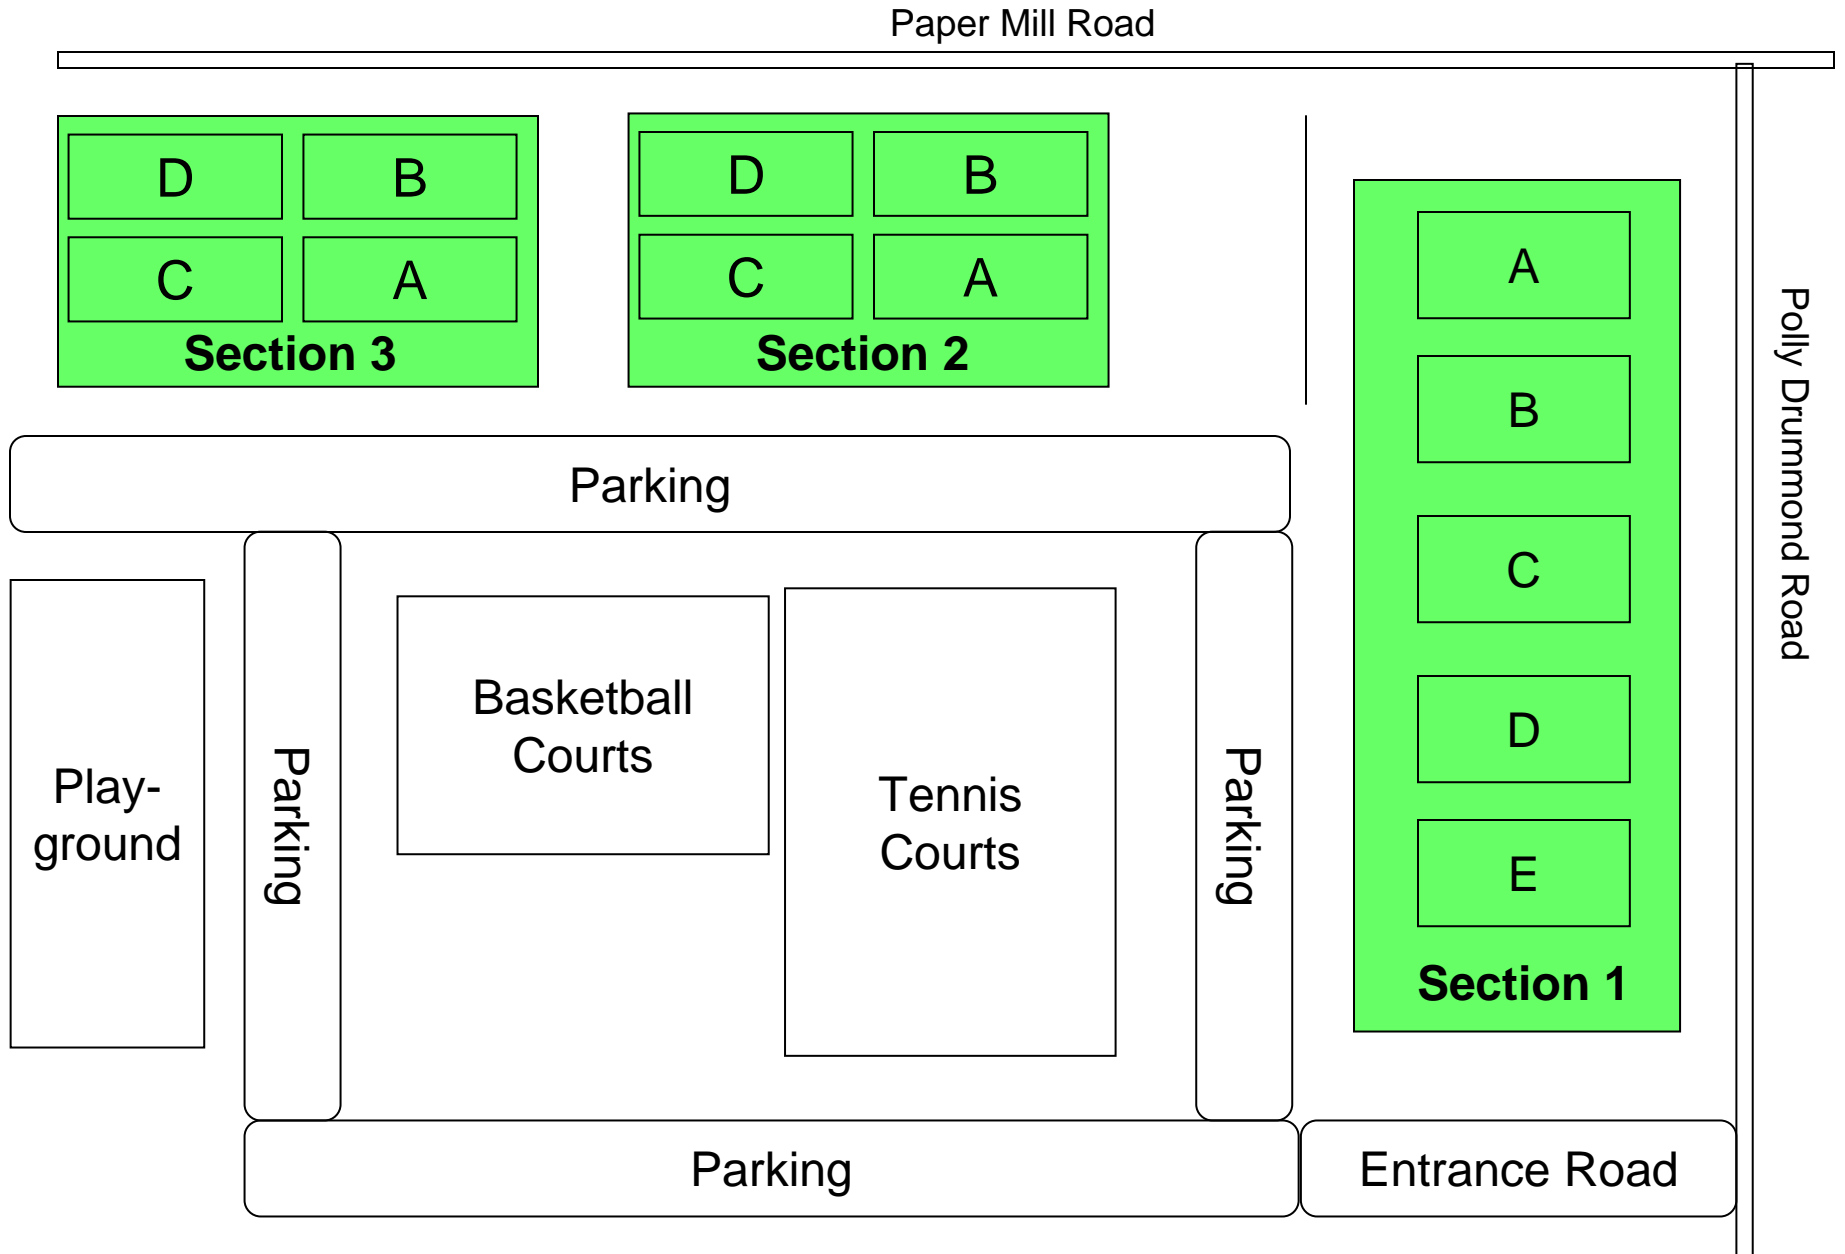 Paper Mill Road
D
B
C
A
Section 3
D
B
C
A
Section 2
A
B
C
D
E
Section 1
Polly Drummond Road
Parking
Play-
ground
Parking
Basketball
Courts
Tennis
Courts
Parking
Parking
Entrance Road